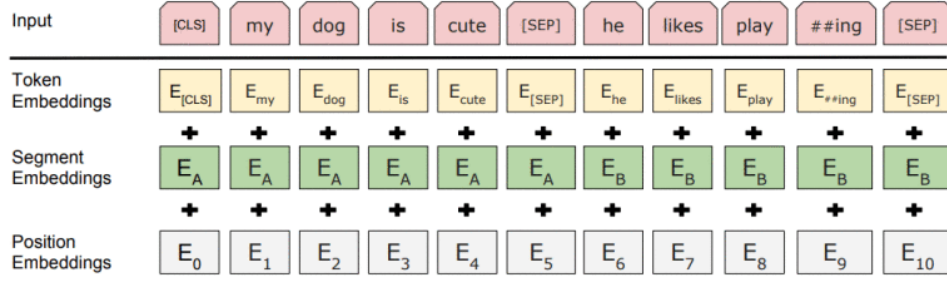 Input [CLS] my dog is cute [SEP] he likes play ##ing [SEP]
Token Embeddings E[CLS] Emy Edog Eis Ecute E[SEP] Ehe Elikes Eplay E##ing E[SEP]
+ + + + + + + + + + +
Segment Embeddings EA EA EA EA EA EA EB EB EB EB EB
+ + + + + + + + + + +
Position Embeddings E0 E1 E2 E3 E4 E5 E6 E7 E8 E9 E10